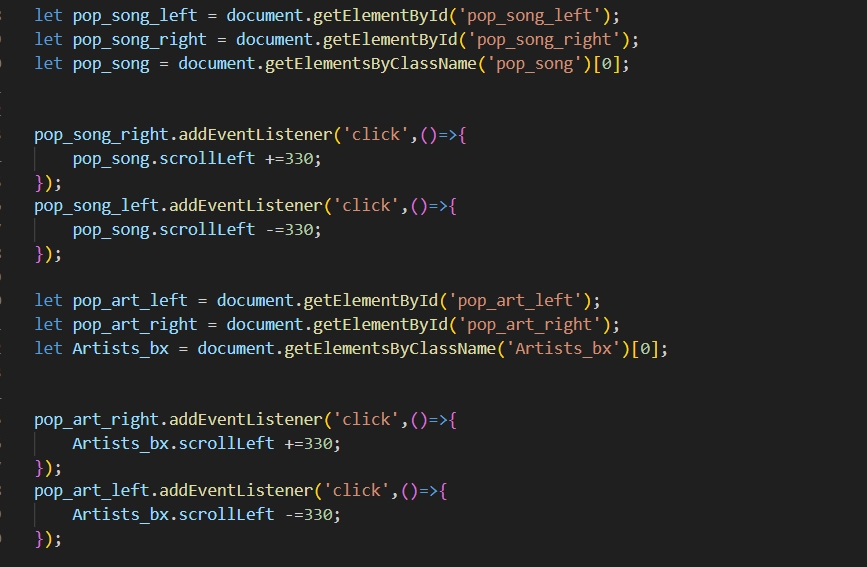 let pop_song_left = document.getElementById('pop_song_left');
let pop_song_right = document.getElementById('pop_song_right');
let pop_song = document.getElementsByClassName('pop_song')[0];
pop_song_right.addEventListener('click',()=>{
pop_song.scrollLeft +=330;
});
pop_song_left.addEventListener('click',()=>{
pop_song.scrollLeft -=330;
});
let pop_art_left = document.getElementById('pop_art_left');
let pop_art_right = document.getElementById('pop_art_right');
let Artists_bx = document.getElementsByClassName('Artists_bx')[0];
pop_art_right.addEventListener('click',()=>{
Artists_bx.scrollLeft +=330;
});
pop_art_left.addEventListener('click',()=>{
Artists_bx.scrollLeft -=330;
});